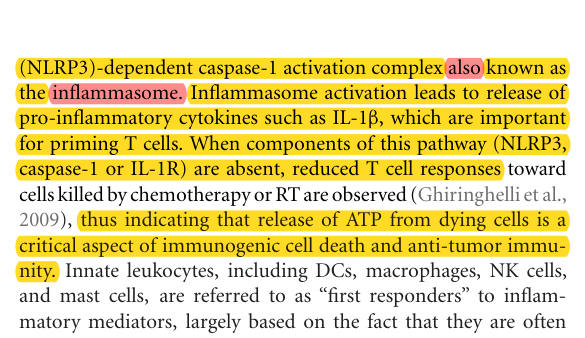 (NLRP3)-dependent caspase-1 activation complex also known as
the inflammasome. Inflammasome activation leads to release of
pro-inflammatory cytokines such as IL-1β, which are important
for priming T cells. When components of this pathway (NLRP3,
caspase-1 or IL-1R) are absent, reduced T cell responses toward
cells killed by chemotherapy or RT are observed (Ghiringhelli et al.,
2009), thus indicating that release of ATP from dying cells is a
critical aspect of immunogenic cell death and anti-tumor immu-
nity. Innate leukocytes, including DCs, macrophages, NK cells,
and mast cells, are referred to as “first responders” to inflam-
matory mediators, largely based on the fact that they are often